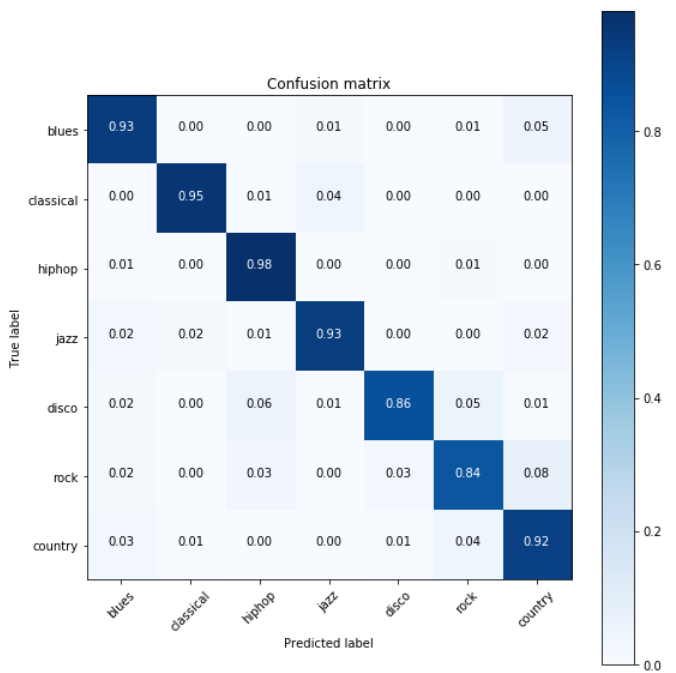 Confusion matrix
True label
blues 0.93 0.00 0.00 0.01 0.00 0.01 0.05
classical 0.00 0.95 0.01 0.04 0.00 0.00 0.00
hiphop 0.01 0.00 0.98 0.00 0.00 0.01 0.00
jazz 0.02 0.02 0.01 0.93 0.00 0.00 0.02
disco 0.02 0.00 0.06 0.01 0.86 0.05 0.01
rock 0.02 0.00 0.03 0.00 0.03 0.84 0.08
country 0.03 0.01 0.00 0.00 0.01 0.04 0.92
blues classical hiphop jazz disco rock country
Predicted label
0.8
0.6
0.4
0.2
0.0